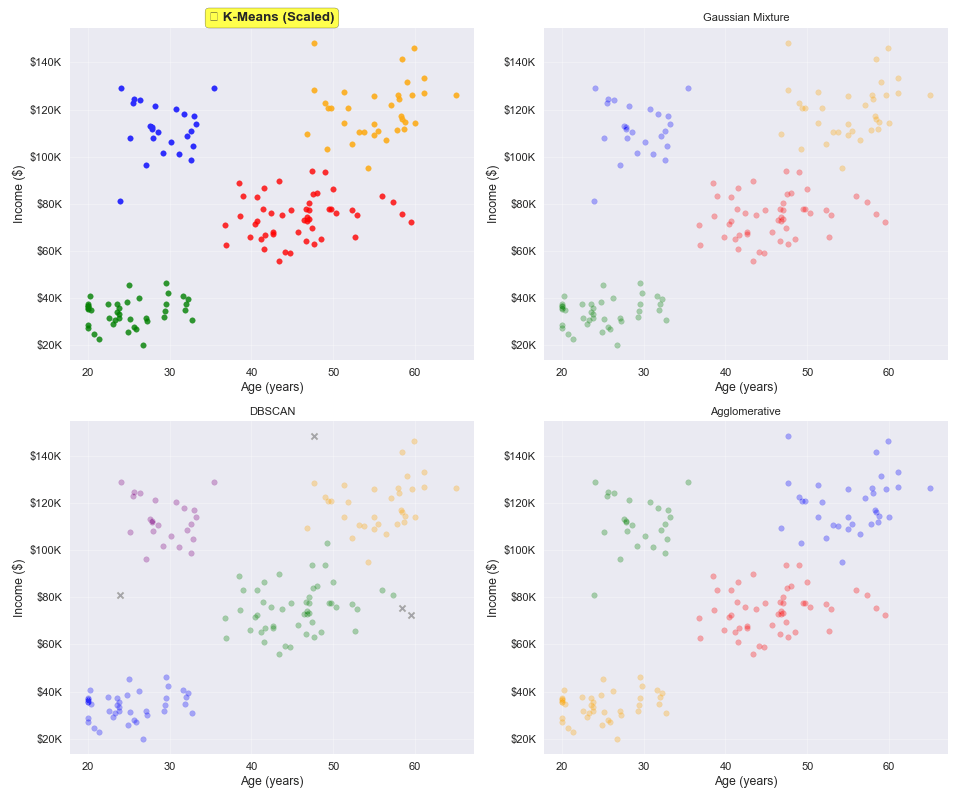 K-Means (Scaled)
Gaussian Mixture
$140K
$120K
$100K
$80K
$60K
$40K
$20K
Income ($)
20 30 40 50 60
Age (years)
$140K
$120K
$100K
$80K
$60K
$40K
$20K
Income ($)
20 30 40 50 60
Age (years)
DBSCAN
Agglomerative
$140K
$120K
$100K
$80K
$60K
$40K
$20K
Income ($)
20 30 40 50 60
Age (years)
$140K
$120K
$100K
$80K
$60K
$40K
$20K
Income ($)
20 30 40 50 60
Age (years)